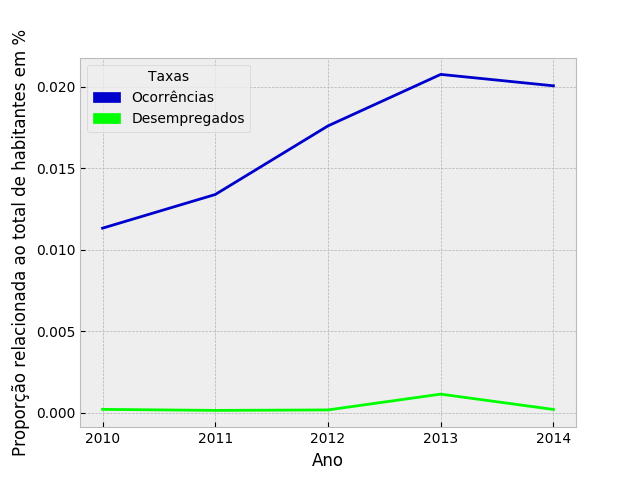 Proporção relacionada ao total de habitantes em %
0.020
0.015
0.010
0.005
0.000
Taxas
Ocorrências
Desempregados
2010 2011 2012 2013 2014
Ano